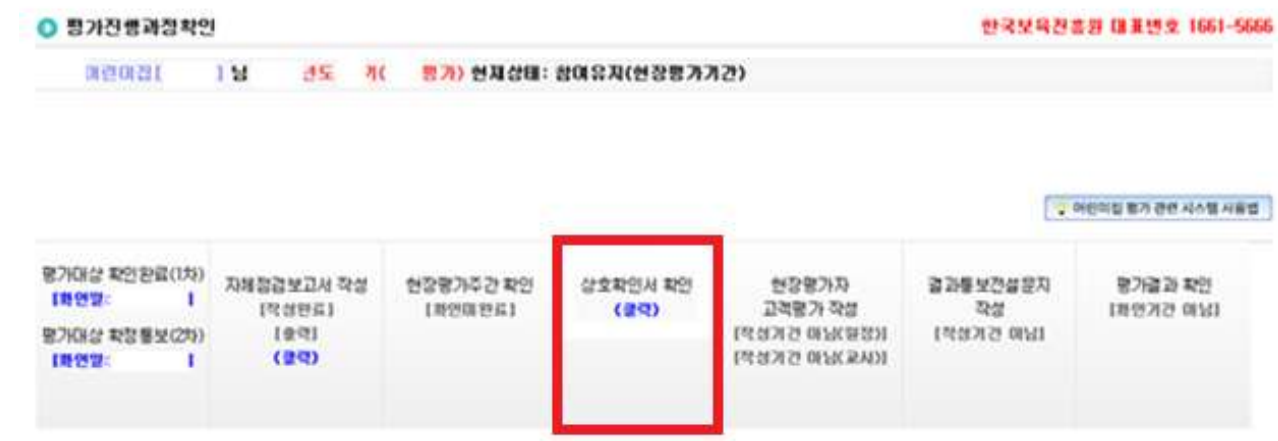 평가진행과정확인
한국보육진흥원 대표번호 1661-5666
어린이집[ ] 님 년도 기( 평가) 현재상태: 참여유지(현장평가기간)
어린이집 평가 관련 시스템 사용법
평가대상 확인완료(1차)
[확인일: ]
평가대상 확정통보(2차)
[확인일: ]
자체점검보고서 작성
[작성완료]
[출력]
(클릭)
현장평가주간 확인
[확인미완료]
상호확인서 확인
(클릭)
현장평가자
고객평가 작성
[작성기간 아님(원장)]
[작성기간 아님(교사)]
결과통보전설문지
작성
[작성기간 아님]
평가결과 확인
[확인기간 아님]